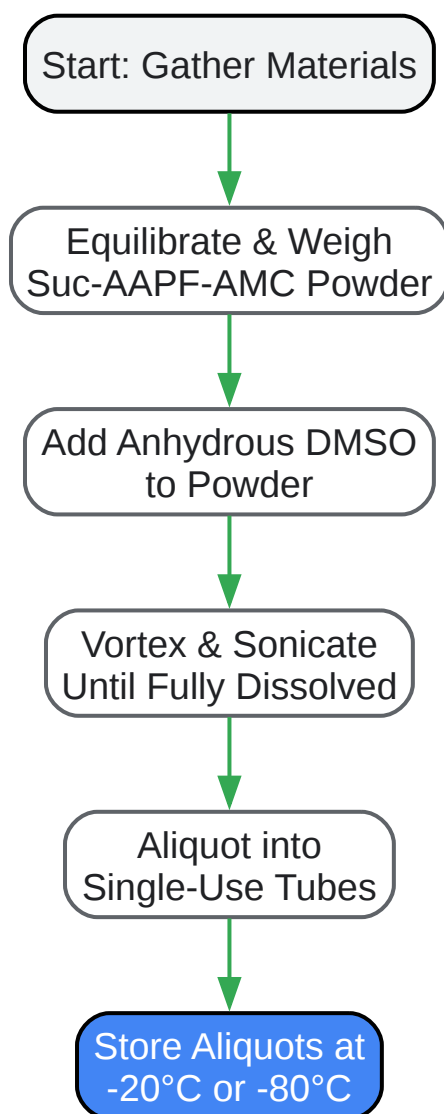 Start: Gather Materials
Equilibrate & Weigh
Suc-AAPF-AMC Powder
Add Anhydrous DMSO
to Powder
Vortex & Sonicate
Until Fully Dissolved
Aliquot into
Single-Use Tubes
Store Aliquots at
-20°C or -80°C